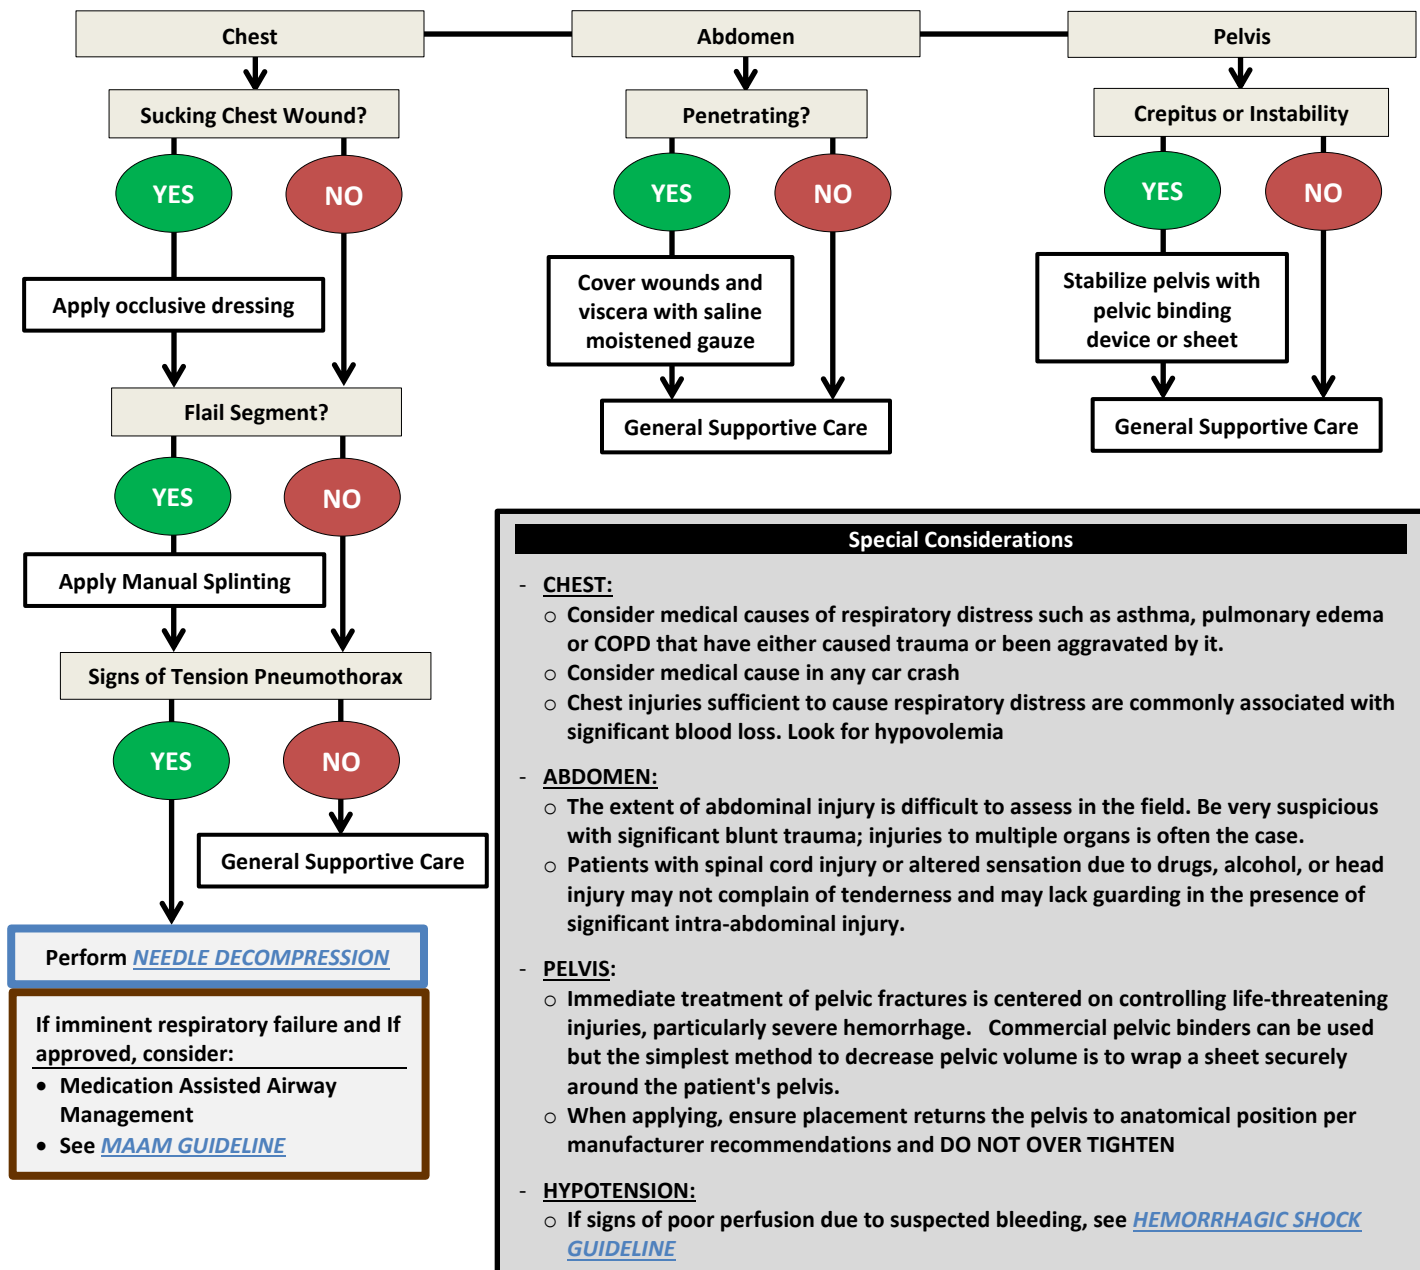 Chest
Abdomen
Pelvis
Sucking Chest Wound?
YES
NO
Apply occlusive dressing
Flail Segment?
YES
NO
Apply Manual Splinting
Signs of Tension Pneumothorax
YES
NO
General Supportive Care
Perform NEEDLE DECOMPRESSION
If imminent respiratory failure and If
approved, consider:
• Medication Assisted Airway
Management
• See MAAM GUIDELINE
Penetrating?
YES
NO
Cover wounds and
viscera with saline
moistened gauze
General Supportive Care
Crepitus or Instability
YES
NO
Stabilize pelvis with
pelvic binding
device or sheet
General Supportive Care
Special Considerations
- CHEST:
o Consider medical causes of respiratory distress such as asthma, pulmonary edema
or COPD that have either caused trauma or been aggravated by it.
o Consider medical cause in any car crash
o Chest injuries sufficient to cause respiratory distress are commonly associated with
significant blood loss. Look for hypovolemia
- ABDOMEN:
o The extent of abdominal injury is difficult to assess in the field. Be very suspicious
with significant blunt trauma; injuries to multiple organs is often the case.
o Patients with spinal cord injury or altered sensation due to drugs, alcohol, or head
injury may not complain of tenderness and may lack guarding in the presence of
significant intra-abdominal injury.
- PELVIS:
o Immediate treatment of pelvic fractures is centered on controlling life-threatening
injuries, particularly severe hemorrhage. Commercial pelvic binders can be used
but the simplest method to decrease pelvic volume is to wrap a sheet securely
around the patient's pelvis.
o When applying, ensure placement returns the pelvis to anatomical position per
manufacturer recommendations and DO NOT OVER TIGHTEN
- HYPOTENSION:
o If signs of poor perfusion due to suspected bleeding, see HEMORRHAGIC SHOCK
GUIDELINE